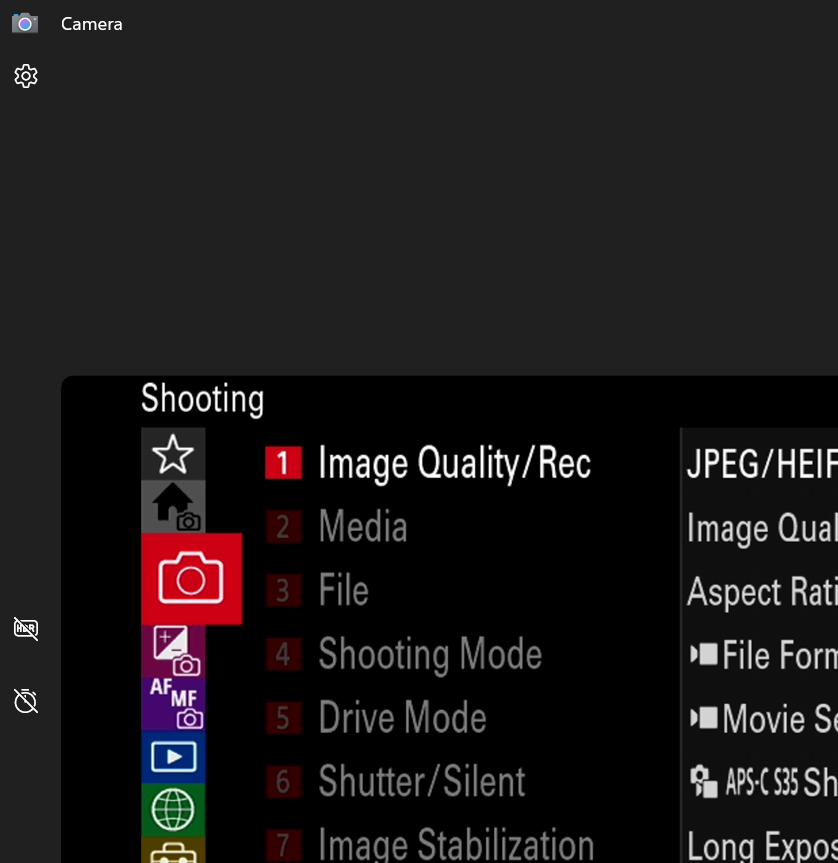 Camera
Shooting
1 Image Quality/Rec
JPEG/HEIF
2 Media
Image Qual
3 File
Aspect Rati
4 Shooting Mode
File Form
5 Drive Mode
Movie Se
6 Shutter/Silent
APS-C S35 Sh
7 Image Stabilization
Long Expos
AF MF
HDR